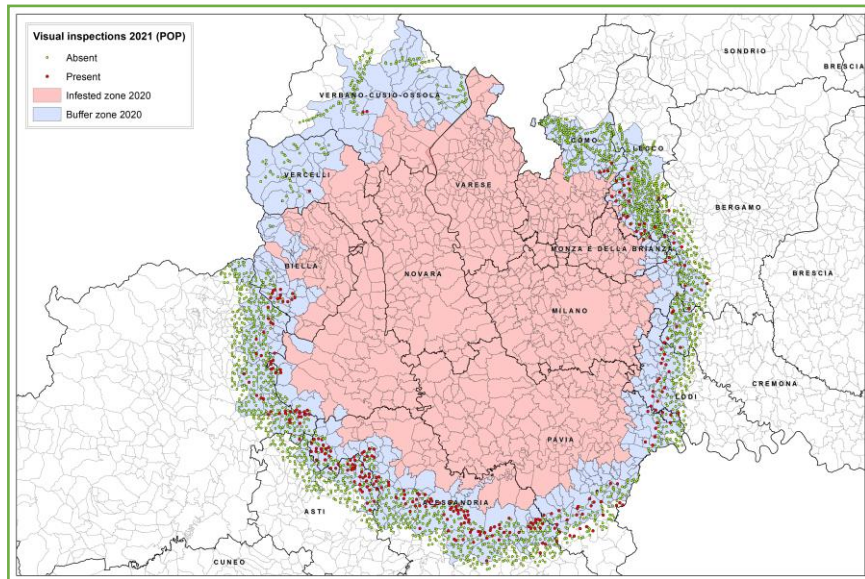 Visual inspections 2021 (POP)
Absent
Present
Infested zone 2020
Buffer zone 2020
SONDRIO
BRESCIA
VERBANO-CUSIO-OSSOLA
COMO
LECCO
VERCELLI
VARESE
BERGAMO
MONZA E DELLA BRIANZA
BIELLA
NOVARA
BRESCIA
MILANO
CREMONA
LODI
PAVIA
ALESSANDRIA
ASTI
CUNEO